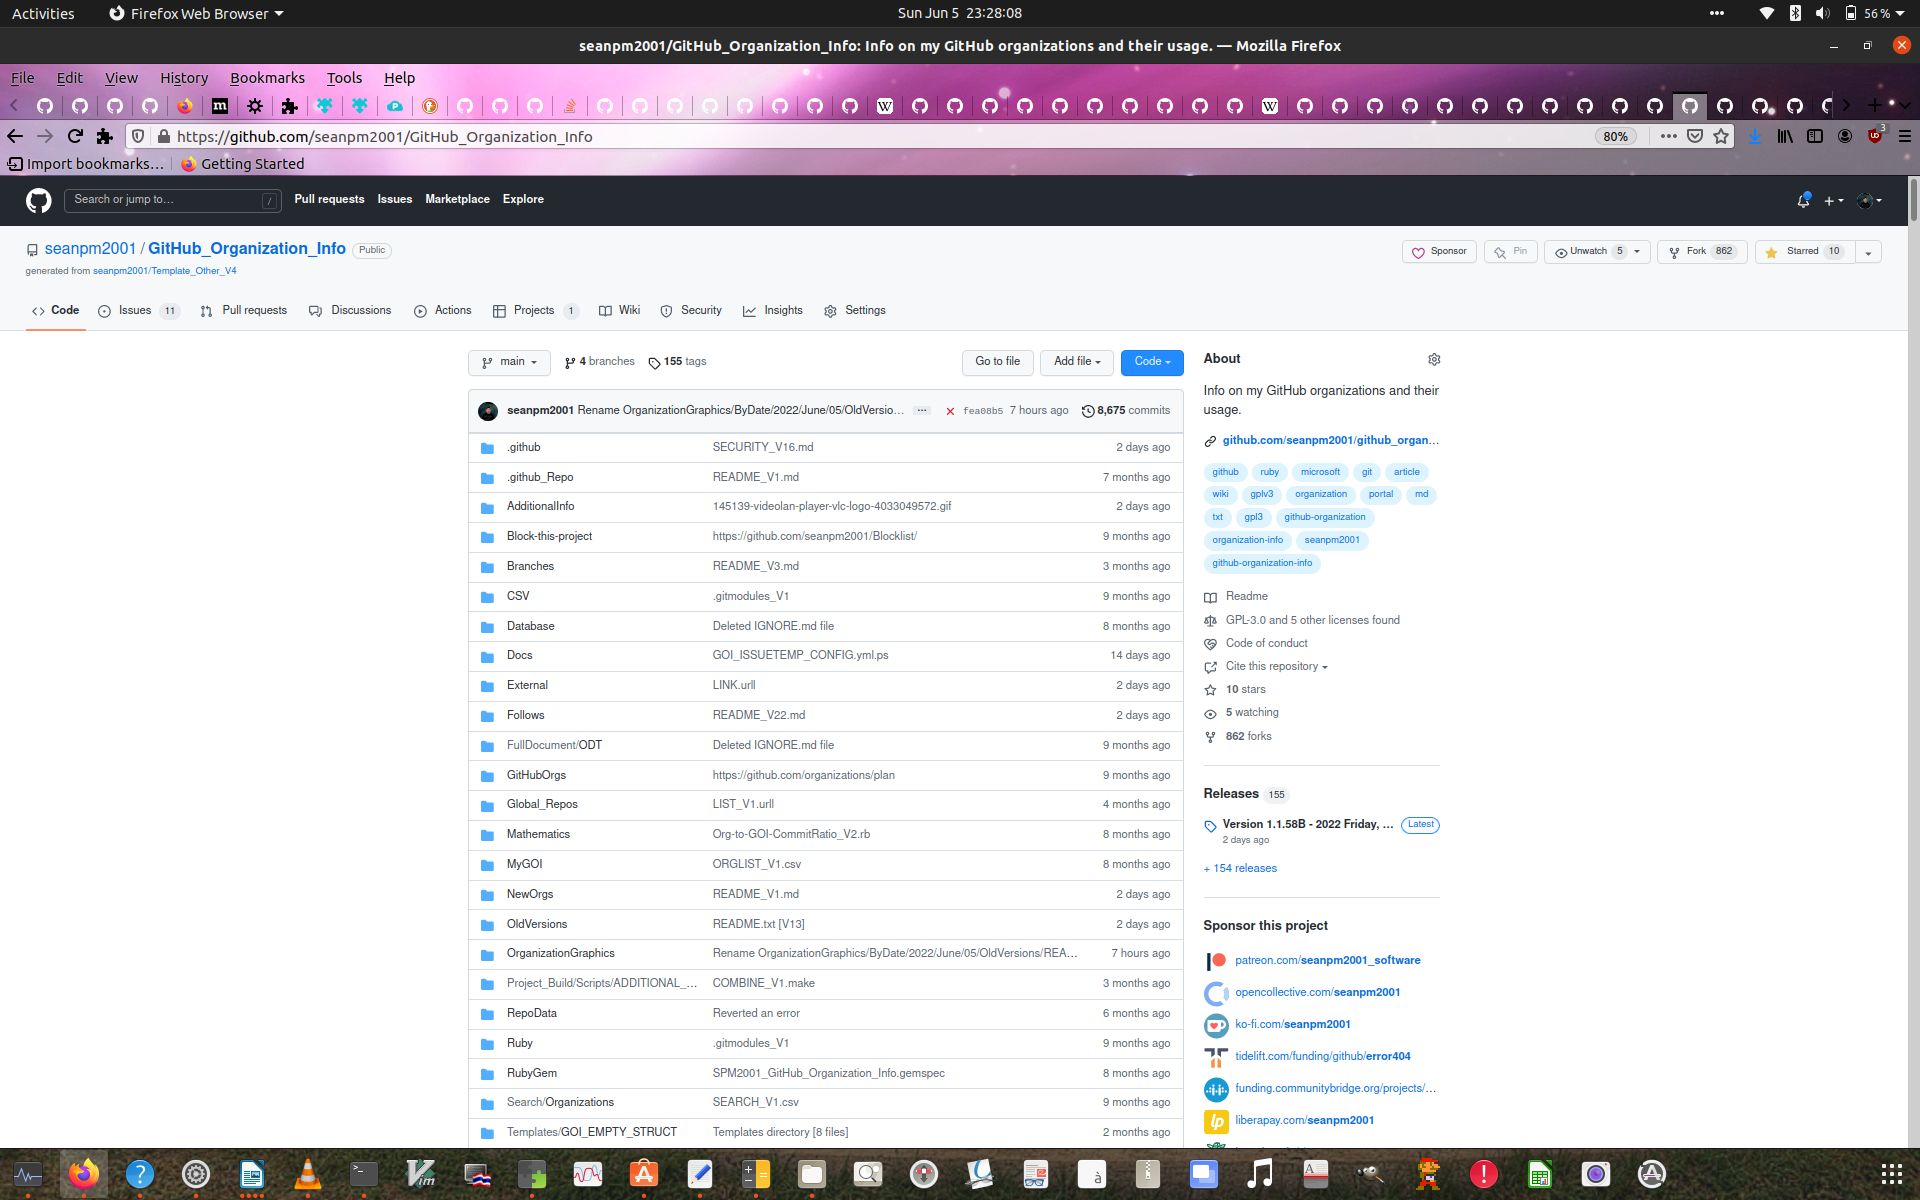 Activities Firefox Web Browser Sun Jun 5 23:28:08 56 %
seanpm2001/GitHub_Organization_Info: Info on my GitHub organizations and their usage. — Mozilla Firefox
File Edit View History Bookmarks Tools Help
https://github.com/seanpm2001/GitHub_Organization_Info 80% 3
Import bookmarks… Getting Started
Search or jump to… / Pull requests Issues Marketplace Explore
seanpm2001 / GitHub_Organization_Info Public Sponsor Pin Unwatch 5 Fork 862 Starred 10
generated from seanpm2001/Template_Other_V4
Code Issues 11 Pull requests Discussions Actions Projects 1 Wiki Security Insights Settings
main 4 branches 155 tags Go to file Add file Code
seanpm2001 Rename OrganizationGraphics/ByDate/2022/June/05/OldVersio… ... fea08b5 7 hours ago 8,675 commits
.github SECURITY_V16.md 2 days ago
.github_Repo README_V1.md 7 months ago
AdditionalInfo 145139-videolan-player-vlc-logo-4033049572.gif 2 days ago
Block-this-project https://github.com/seanpm2001/Blocklist/ 9 months ago
Branches README_V3.md 3 months ago
CSV .gitmodules_V1 9 months ago
Database Deleted IGNORE.md file 8 months ago
Docs GOI_ISSUETEMP_CONFIG.yml.ps 14 days ago
External LINK.urll 2 days ago
Follows README_V22.md 2 days ago
FullDocument/ODT Deleted IGNORE.md file 9 months ago
GitHubOrgs https://github.com/organizations/plan 9 months ago
Global_Repos LIST_V1.urll 4 months ago
Mathematics Org-to-GOI-CommitRatio_V2.rb 8 months ago
MyGOI ORGLIST_V1.csv 8 months ago
NewOrgs README_V1.md 2 days ago
OldVersions README.txt [V13] 2 days ago
OrganizationGraphics Rename OrganizationGraphics/ByDate/2022/June/05/OldVersions/REA… 7 hours ago
Project_Build/Scripts/ADDITIONAL_… COMBINE_V1.make 3 months ago
RepoData Reverted an error 6 months ago
Ruby .gitmodules_V1 9 months ago
RubyGem SPM2001_GitHub_Organization_Info.gemspec 8 months ago
Search/Organizations SEARCH_V1.csv 9 months ago
Templates/GOI_EMPTY_STRUCT Templates directory [8 files] 2 months ago
About
Info on my GitHub organizations and their
usage.
github.com/seanpm2001/github_organ…
github ruby microsoft git article
wiki gplv3 organization portal md
txt gpl3 github-organization
organization-info seanpm2001
github-organization-info
Readme
GPL-3.0 and 5 other licenses found
Code of conduct
Cite this repository
10 stars
5 watching
862 forks
Releases 155
Version 1.1.58B - 2022 Friday, … Latest
2 days ago
+ 154 releases
Sponsor this project
patreon.com/seanpm2001_software
opencollective.com/seanpm2001
ko-fi.com/seanpm2001
tidelift.com/funding/github/error404
funding.communitybridge.org/projects/…
liberapay.com/seanpm2001